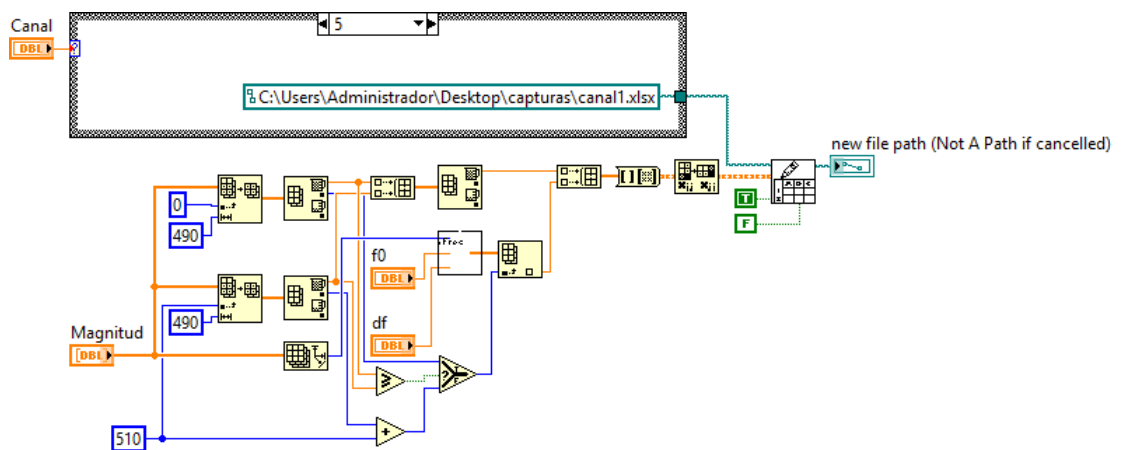 Canal
DBL
5
C:\Users\Administrador\Desktop\capturas\canal1.xlsx
new file path (Not A Path if cancelled)
0
490
T
F
f0
DBL
490
df
DBL
Magnitud
[DBL]
510